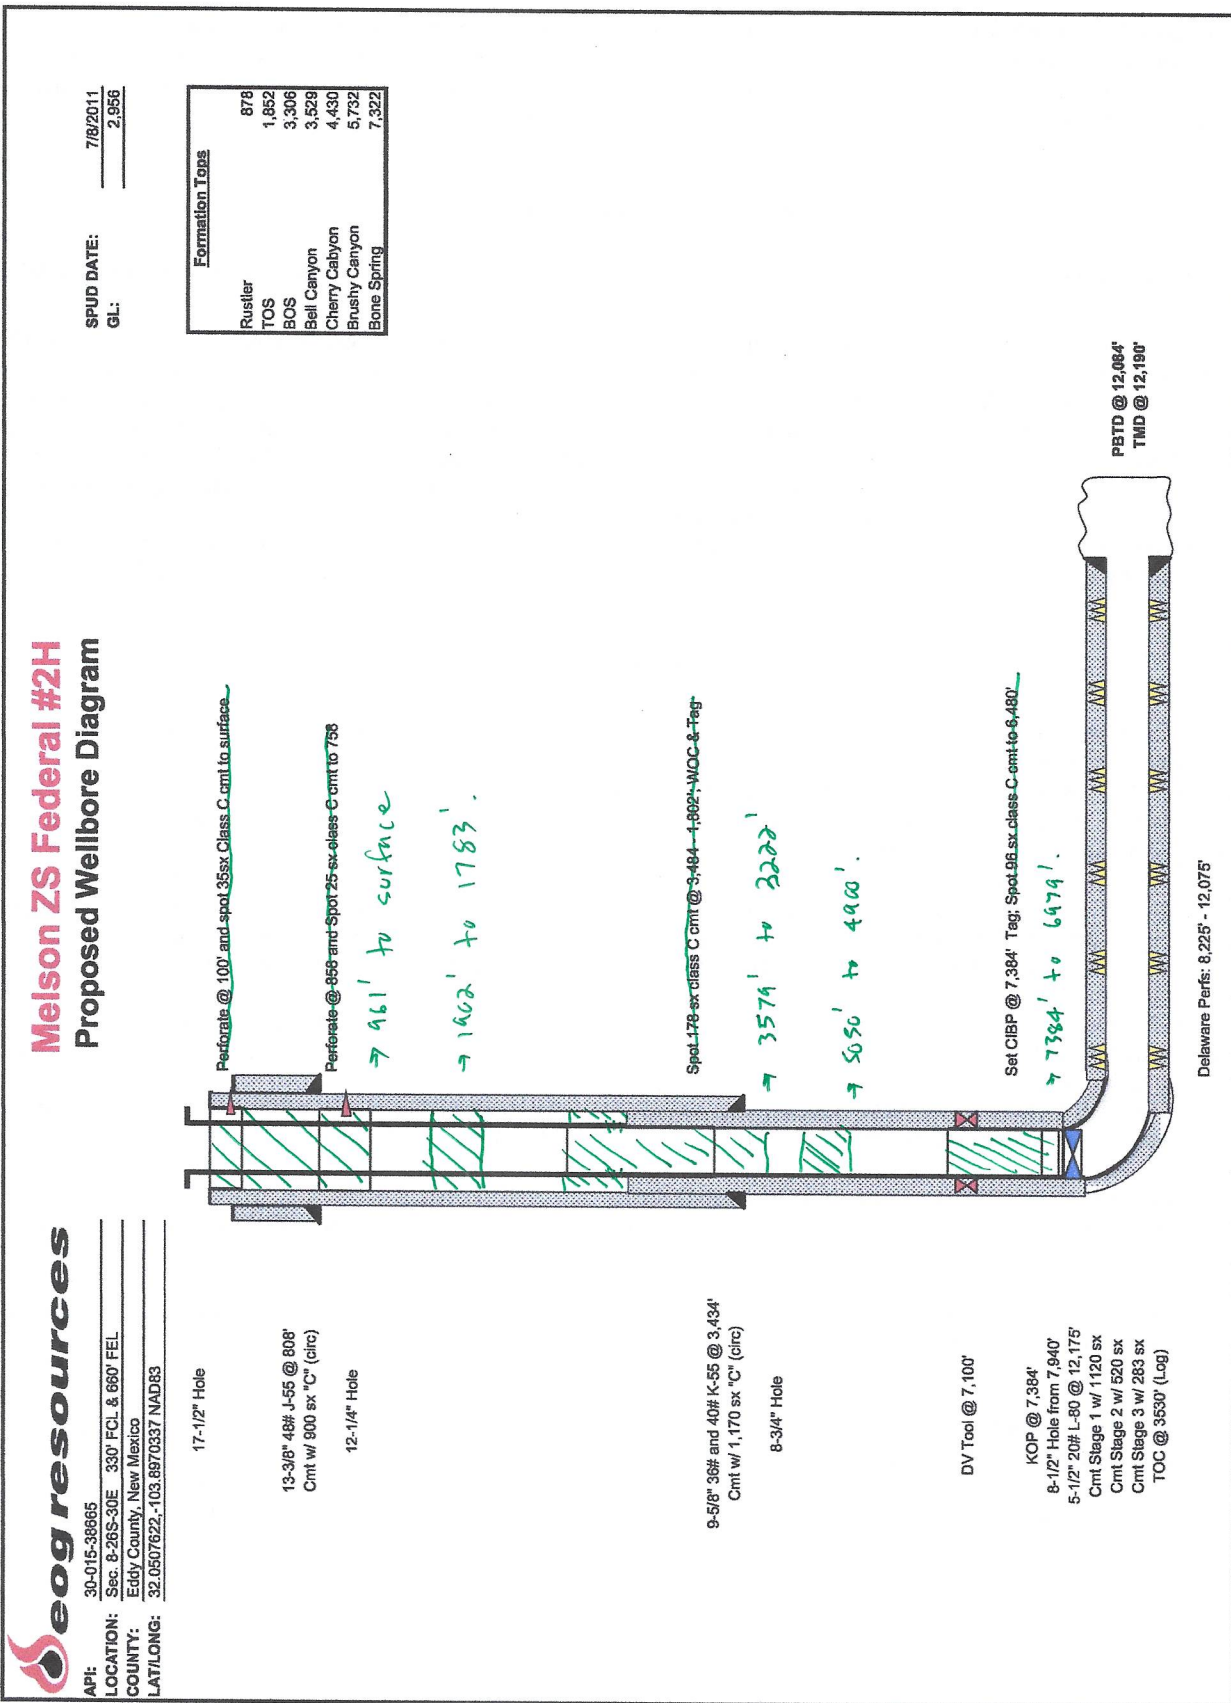 eog resources
Melson ZS Federal #2H
Proposed Wellbore Diagram
API: 30-015-38665
LOCATION: Sec. 8-26S-30E 330' FCL & 660' FEL
COUNTY: Eddy County, New Mexico
LAT/LONG: 32.0507622,-103.8970337 NAD83
SPUD DATE: 7/8/2011
GL: 2,956
Formation Tops
Rustler 878
TOS 1,852
BOS 3,306
Bell Canyon 3,529
Cherry Cabyon 4,430
Brushy Canyon 5,732
Bone Spring 7,322
17-1/2" Hole
Perforate @ 100' and spot 35sx Class C cmt to surface
13-3/8" 48# J-55 @ 808'
Cmt w/ 900 sx "C" (circ)
Perforate @ 858 and Spot 25 sx class C cmt to 758
12-1/4" Hole
→ 961' to surface
→ 1902' to 1783'.
Spot 178 sx class C cmt @ 3,484 - 1,802'; WOC & Tag
9-5/8" 36# and 40# K-55 @ 3,434'
Cmt w/ 1,170 sx "C" (circ)
→ 3579' to 3222'
8-3/4" Hole
→ 5050' to 4900'.
DV Tool @ 7,100'
Set CIBP @ 7,384' Tag; Spot 96 sx class C cmt to 6,480'
→ 7384' to 6979'.
KOP @ 7,384'
8-1/2" Hole from 7,940'
5-1/2" 20# L-80 @ 12,175'
Cmt Stage 1 w/ 1120 sx
Cmt Stage 2 w/ 520 sx
Cmt Stage 3 w/ 283 sx
TOC @ 3530' (Log)
PBTD @ 12,084'
TMD @ 12,190'
Delaware Perfs: 8,225' - 12,075'